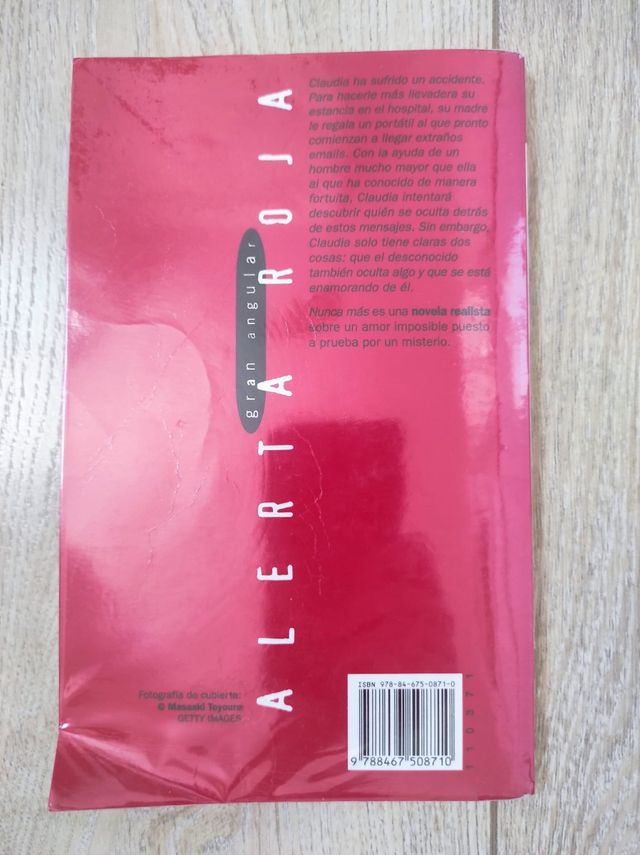 Claudia ha sufrido un accidente.
Para hacerle más llevadera su
estancia en el hospital, su madre
le regala un portátil al que pronto
comienzan a llegar extraños
emails. Con la ayuda de un
hombre mucho mayor que ella
al que ha conocido de manera
fortuita, Claudia intentará
descubrir quién se oculta detrás
de estos mensajes. Sin embargo,
Claudia solo tiene claras dos
cosas: que el desconocido
también oculta algo y que se está
enamorando de él.
Nunca más es una novela realista
sobre un amor imposible puesto
a prueba por un misterio.
ALERTA ROJA
gran angular
Fotografía de cubierta:
© Masaaki Toyoura
GETTY IMAGES
ISBN 978-84-675-0871-0
9 788467 508710
110371